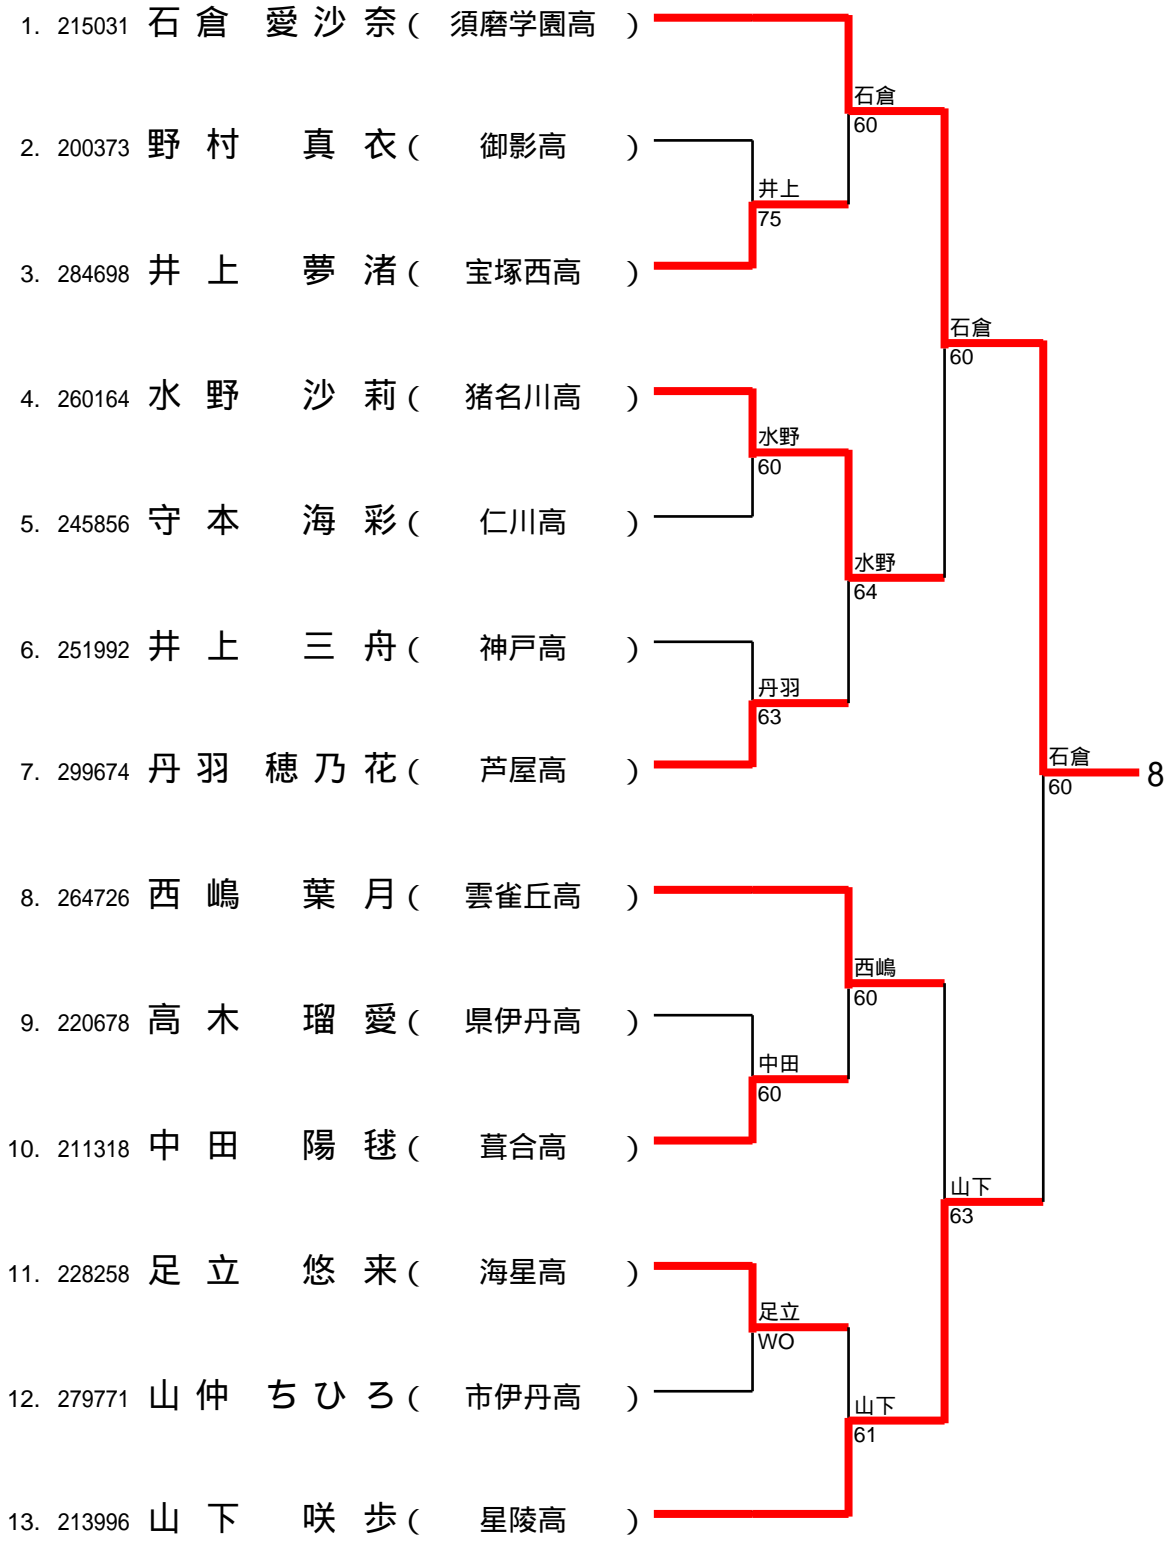 1. 215031 石倉 愛沙奈( 須磨学園高 )
石倉
60
2. 200373 野村 真衣( 御影高 )
井上
75
3. 284698 井上 夢渚( 宝塚西高 )
石倉
60
4. 260164 水野 沙莉( 猪名川高 )
水野
60
5. 245856 守本 海彩( 仁川高 )
水野
64
6. 251992 井上 三舟( 神戸高 )
丹羽
63
7. 299674 丹羽 穂乃花( 芦屋高 )
石倉
60
8
8. 264726 西嶋 葉月( 雲雀丘高 )
西嶋
60
9. 220678 高木 瑠愛( 県伊丹高 )
中田
60
10. 211318 中田 陽毬( 葺合高 )
山下
63
11. 228258 足立 悠来( 海星高 )
足立
WO
12. 279771 山仲 ちひろ( 市伊丹高 )
山下
61
13. 213996 山下 咲歩( 星陵高 )